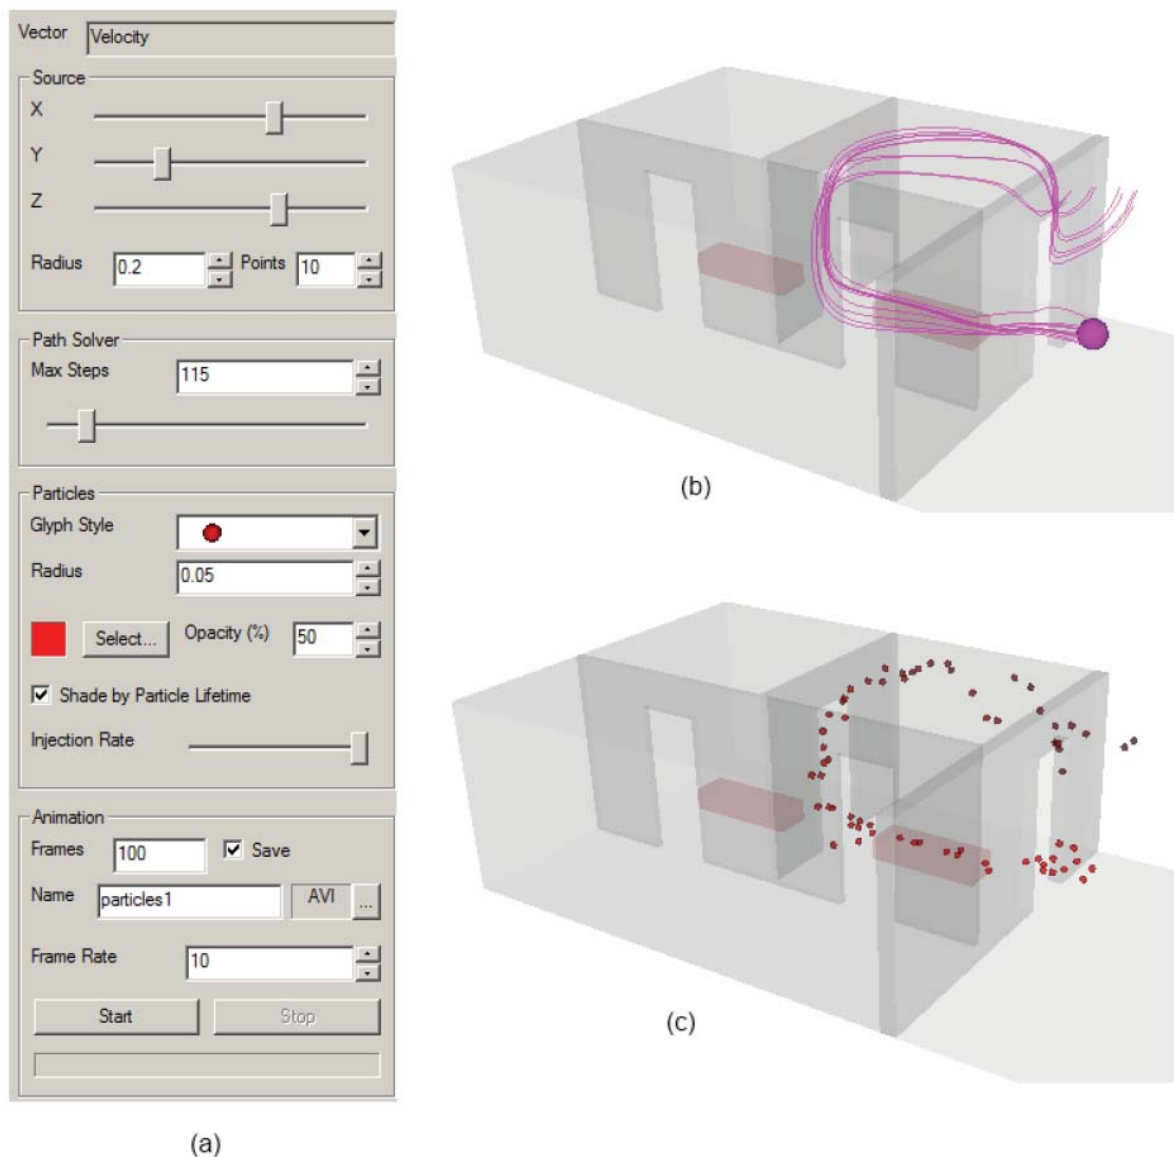 Vector Velocity
Source
X
Y
Z
Radius 0.2 Points 10
Path Solver
Max Steps 115
Particles
Glyph Style
Radius 0.05
Select... Opacity (%) 50
Shade by Particle Lifetime
Injection Rate
Animation
Frames 100 Save
Name particles1 AVI ...
Frame Rate 10
Start Stop
(a)
(b)
(c)